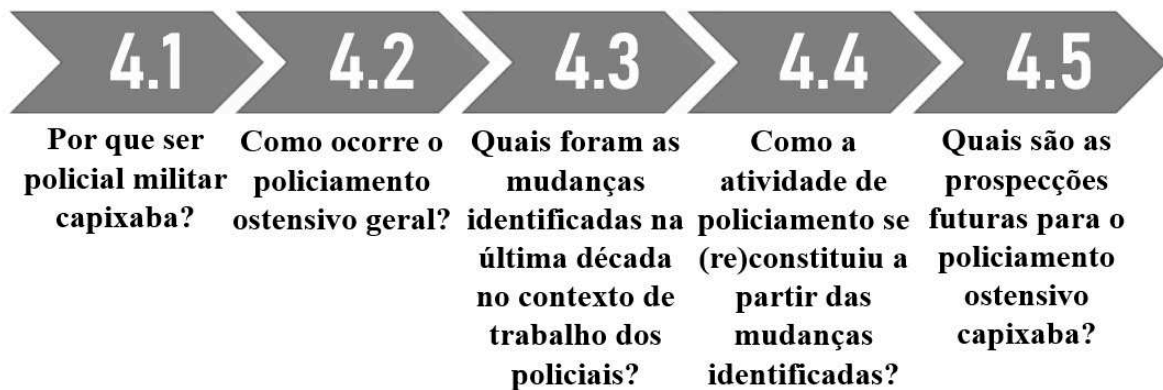 4.1
Por que ser
policial militar
capixaba?
4.2
Como ocorre o
policiamento
ostensivo geral?
4.3
Quais foram as
mudanças
identificadas na
última década
no contexto de
trabalho dos
policiais?
4.4
Como a
atividade de
policiamento se
(re)constituiu a
partir das
mudanças
identificadas?
4.5
Quais são as
prospecções
futuras para o
policiamento
ostensivo
capixaba?